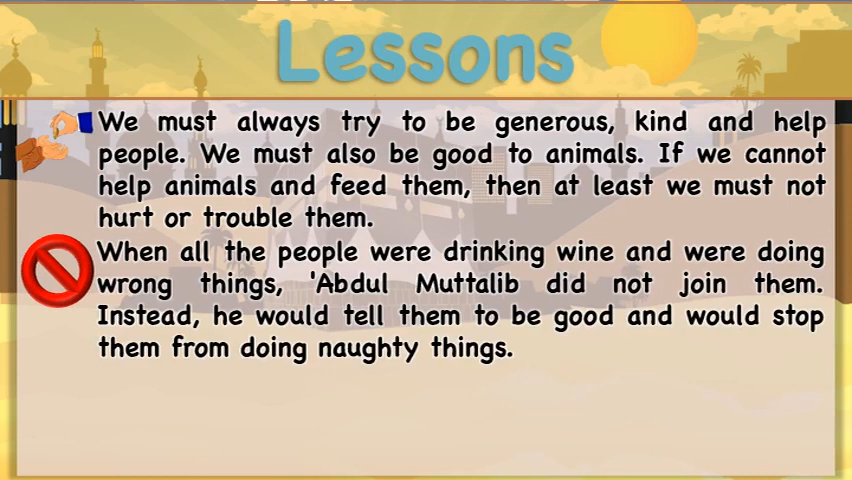 Lessons
We must always try to be generous, kind and help
people. We must also be good to animals. If we cannot
help animals and feed them, then at least we must not
hurt or trouble them.
When all the people were drinking wine and were doing
wrong things, 'Abdul Muttalib did not join them.
Instead, he would tell them to be good and would stop
them from doing naughty things.